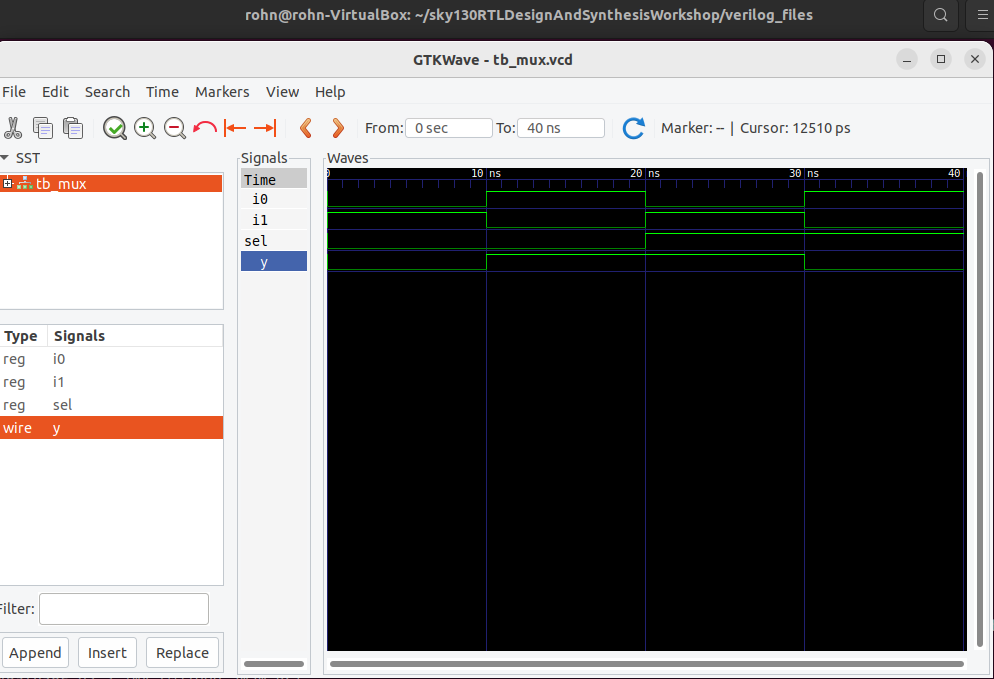 rohn@rohn-VirtualBox: ~/sky130RTLDesignAndSynthesisWorkshop/verilog_files
GTKWave - tb_mux.vcd
File Edit Search Time Markers View Help
From: 0 sec To: 40 ns Marker: -- | Cursor: 12510 ps
SST
tb_mux
Type Signals
reg i0
reg i1
reg sel
wire y
Filter:
Append Insert Replace
Signals
Time
i0
i1
sel
y
Waves
0 10 ns 20 ns 30 ns 40